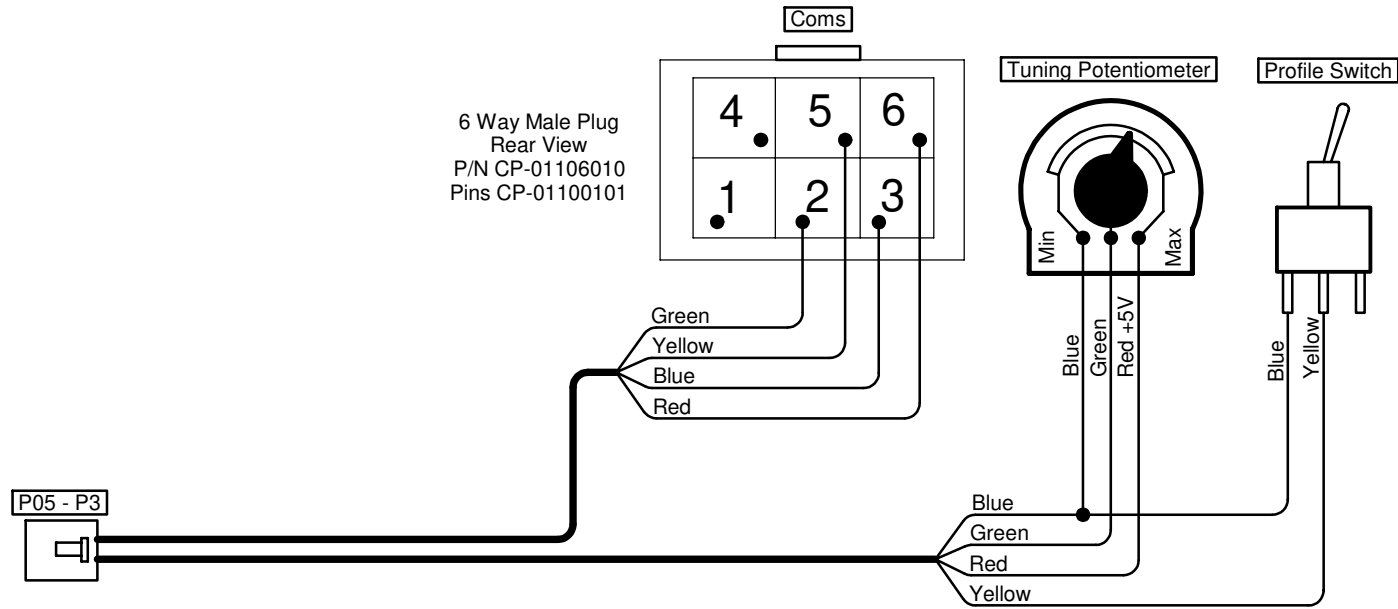 Coms
Tuning Potentiometer
Profile Switch
6 Way Male Plug
Rear View
P/N CP-01106010
Pins CP-01100101
4 5 6
1 2 3
Min
Max
Blue
Green
Red +5V
Blue
Yellow
Green
Yellow
Blue
Red
P05 - P3
Blue
Green
Red
Yellow